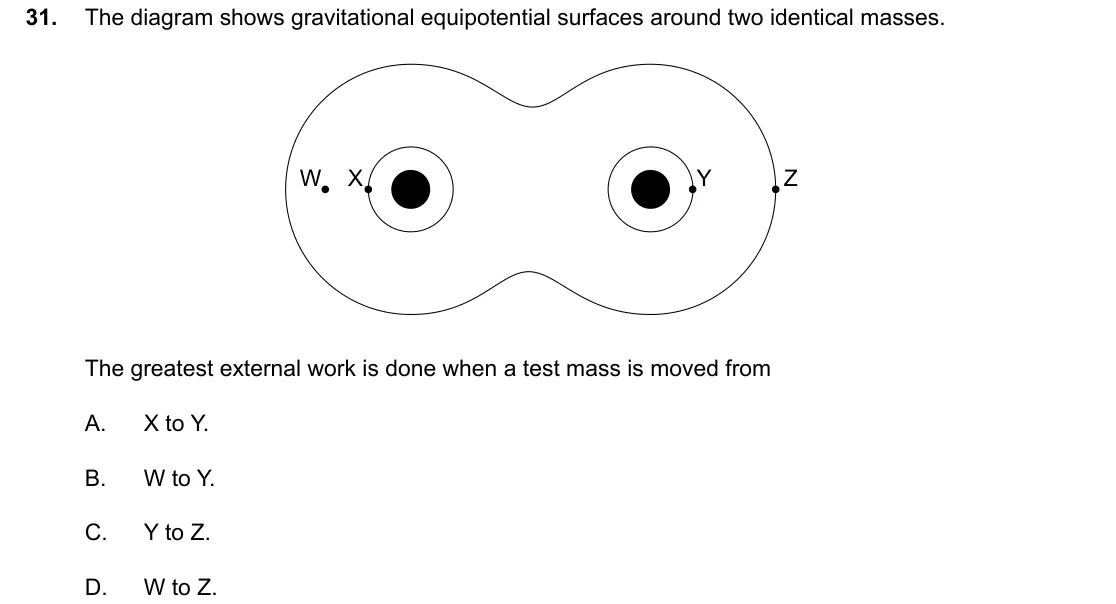 31. The diagram shows gravitational equipotential surfaces around two identical masses.
W X Y Z
The greatest external work is done when a test mass is moved from
A. X to Y.
B. W to Y.
C. Y to Z.
D. W to Z.